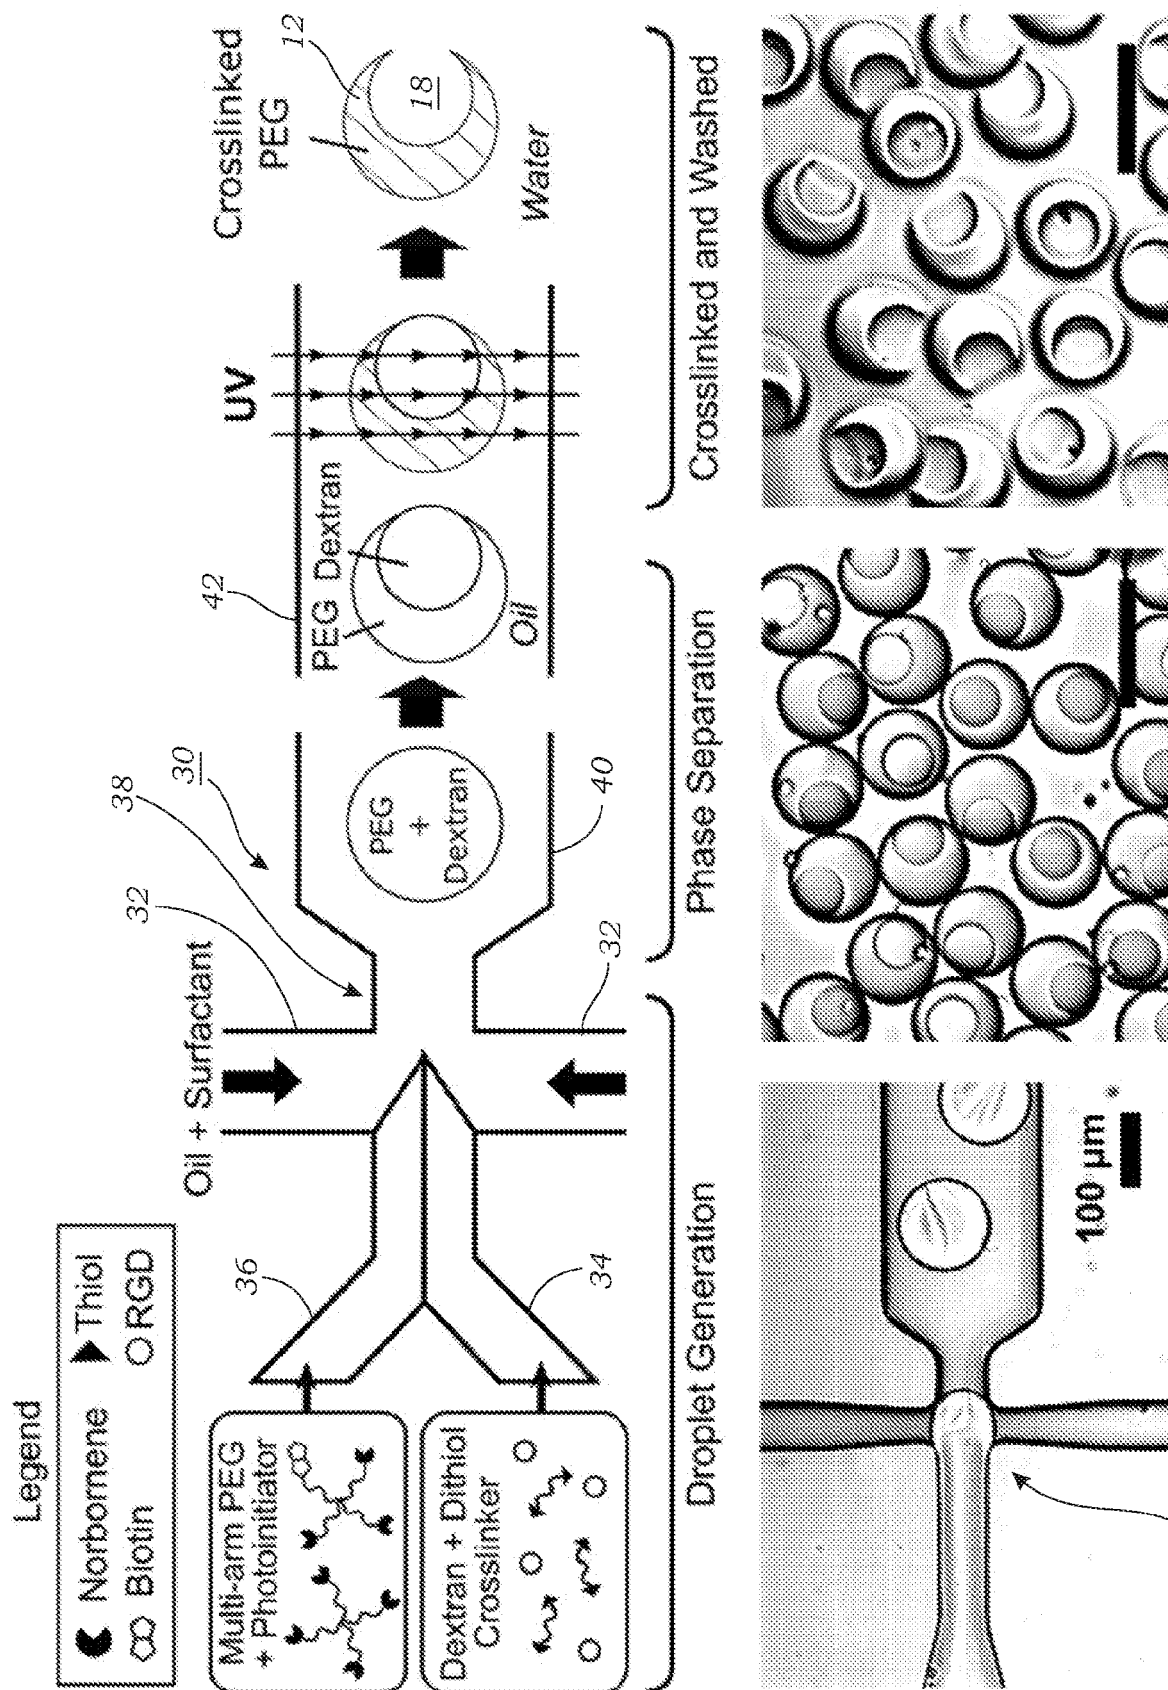 Legend
Norbornene
Thiol
Biotin
RGD
Multi-arm PEG
+ Photoinitiator
Dextran + Dithiol
Crosslinker
36
34
Oil + Surfactant
32
32
38
30
PEG
+
Dextran
40
42
PEG Dextran
Oil
UV
Crosslinked
PEG
12
18
Water
Droplet Generation
Phase Separation
Crosslinked and Washed
100 µm